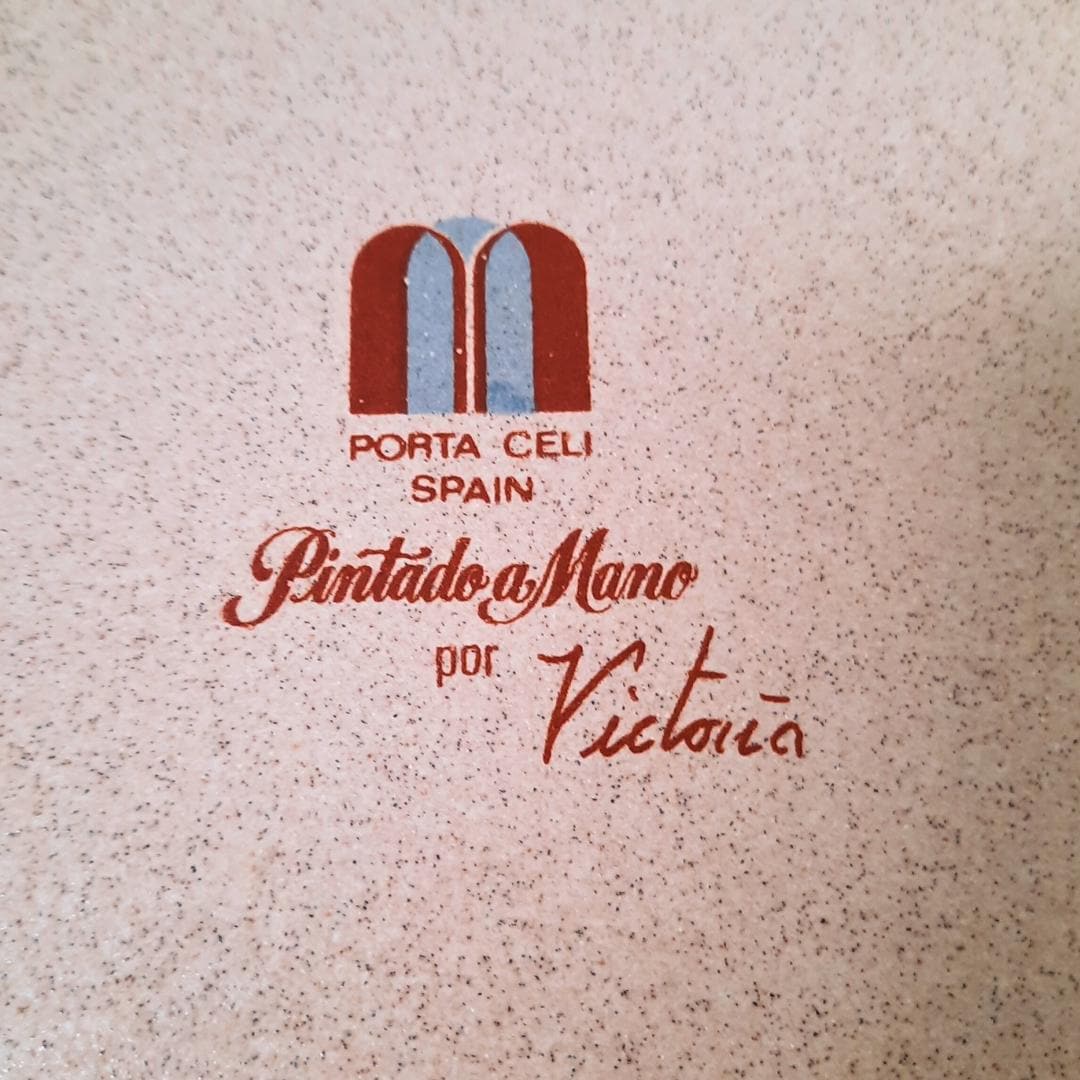 PORTA CELI
SPAIN
Pintado a Mano
por Victoria